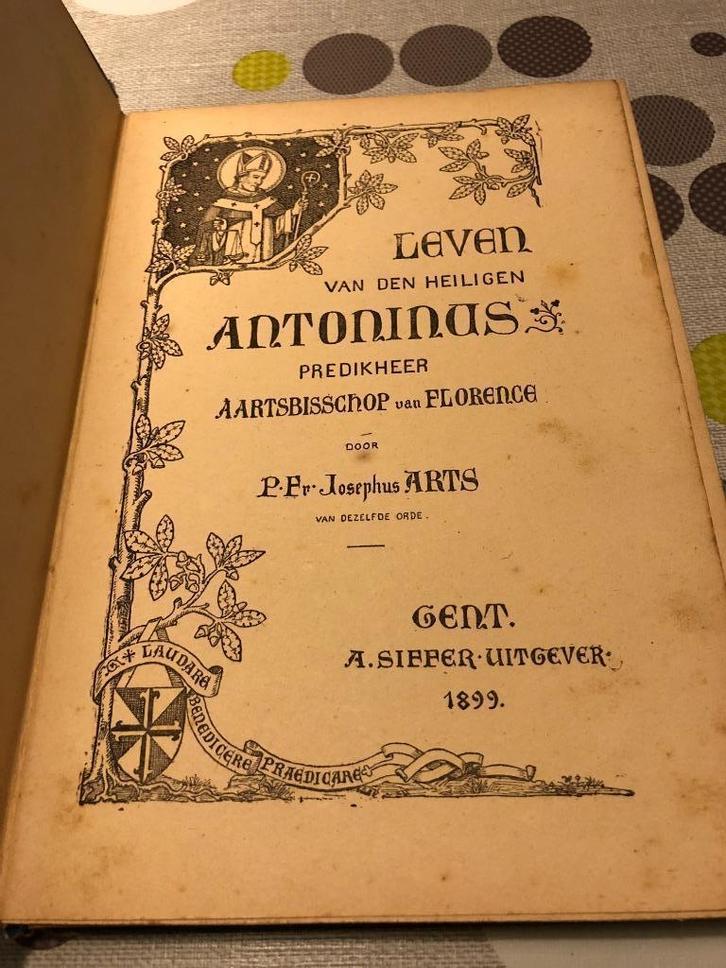 LEVEN
VAN DEN HEILIGEN
ANTONINUS
PREDIKHEER
AARTSBISSCHOP van FLORENCE
DOOR
P. Fr. Josephus ARTS
VAN DEZELFDE ORDE.
GENT.
A. SIFFER. UITGEVER.
1899.
LAUDARE
BENEDICERE PRAEDICARE